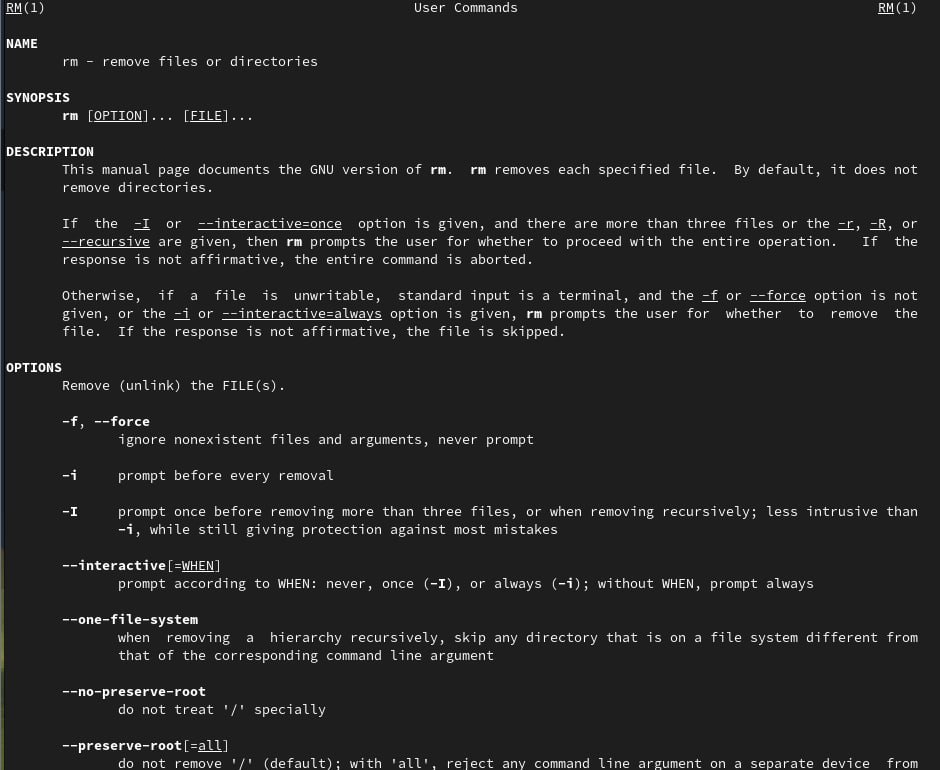 RM(1) User Commands RM(1)
NAME
rm - remove files or directories
SYNOPSIS
rm [OPTION]... [FILE]...
DESCRIPTION
This manual page documents the GNU version of rm. rm removes each specified file. By default, it does not
remove directories.
If the -I or --interactive=once option is given, and there are more than three files or the -r, -R, or
--recursive are given, then rm prompts the user for whether to proceed with the entire operation. If the
response is not affirmative, the entire command is aborted.
Otherwise, if a file is unwritable, standard input is a terminal, and the -f or --force option is not
given, or the -i or --interactive=always option is given, rm prompts the user for whether to remove the
file. If the response is not affirmative, the file is skipped.
OPTIONS
Remove (unlink) the FILE(s).
-f, --force
ignore nonexistent files and arguments, never prompt
-i prompt before every removal
-I prompt once before removing more than three files, or when removing recursively; less intrusive than
-i, while still giving protection against most mistakes
--interactive[=WHEN]
prompt according to WHEN: never, once (-I), or always (-i); without WHEN, prompt always
--one-file-system
when removing a hierarchy recursively, skip any directory that is on a file system different from
that of the corresponding command line argument
--no-preserve-root
do not treat '/' specially
--preserve-root[=all]
do not remove '/' (default); with 'all', reject any command line argument on a separate device from